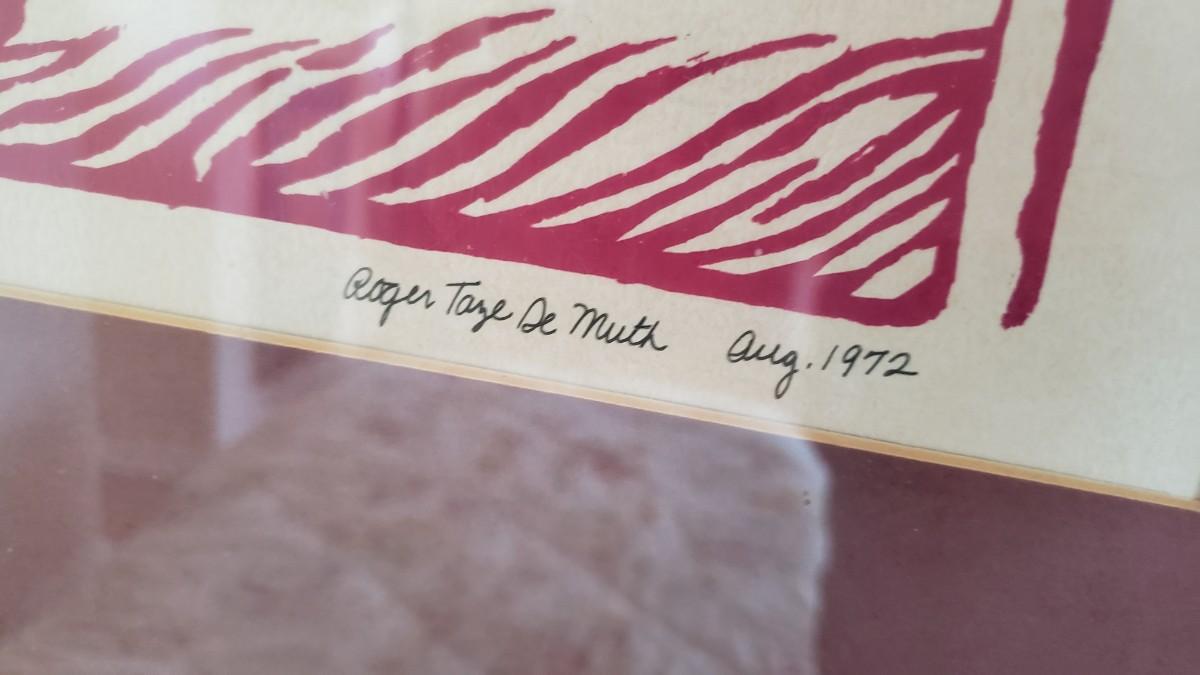 Roger Taze De Muth Aug. 1972